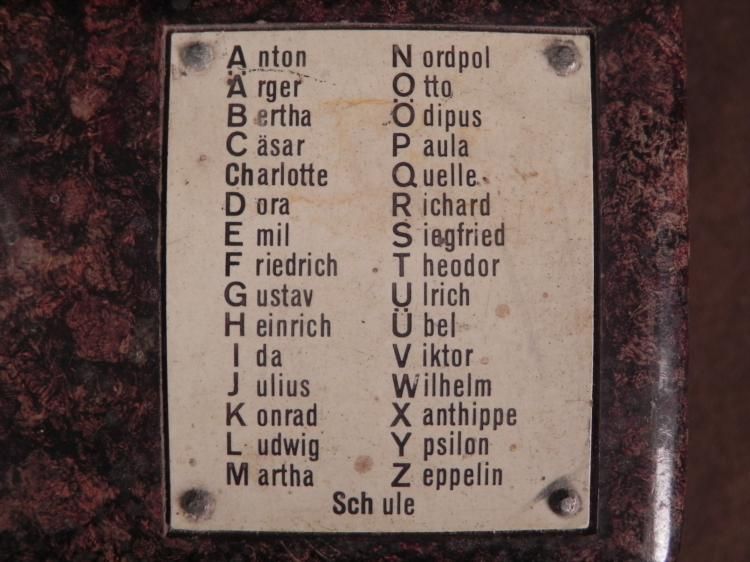 Anton
Ärger
Bertha
Cäsar
Charlotte
Dora
Emil
Friedrich
Gustav
Heinrich
Ida
Julius
Konrad
Ludwig
Martha
Nordpol
Otto
Ödipus
Paula
Quelle
Richard
Siegfried
Theodor
Ulrich
Übel
Viktor
Wilhelm
Xanthippe
Ypsilon
Zeppelin
Schule